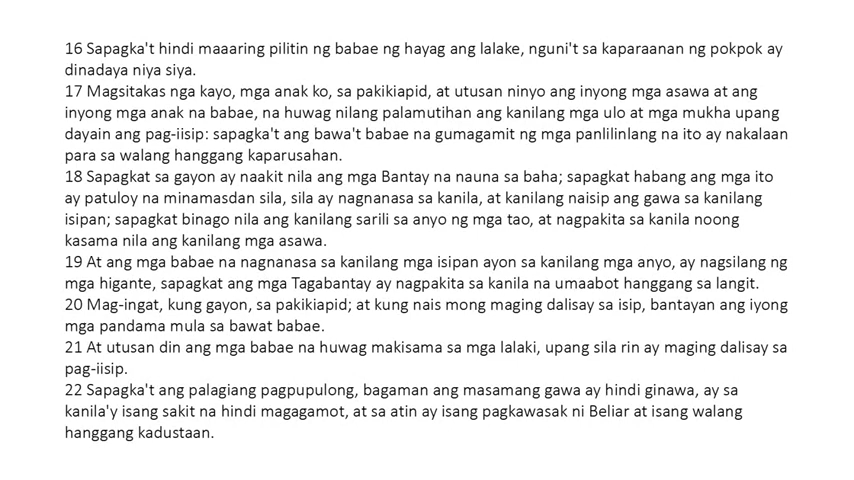 16 Sapagka't hindi maaaring pilitin ng babae ng hayag ang lalake, nguni't sa kaparaanan ng pokpok ay
dinadaya niya siya.
17 Magsitakas nga kayo, mga anak ko, sa pakikiapid, at utusan ninyo ang inyong mga asawa at ang
inyong mga anak na babae, na huwag nilang palamutihan ang kanilang mga ulo at mga mukha upang
dayain ang pag-iisip: sapagka't ang bawa't babae na gumagamit ng mga panlilinlang na ito ay nakalaan
para sa walang hanggang kaparusahan.
18 Sapagkat sa gayon ay naakit nila ang mga Bantay na nauna sa baha; sapagkat habang ang mga ito
ay patuloy na minamasdan sila, sila ay nagnanasa sa kanila, at kanilang naisip ang gawa sa kanilang
isipan; sapagkat binago nila ang kanilang sarili sa anyo ng mga tao, at nagpakita sa kanila noong
kasama nila ang kanilang mga asawa.
19 At ang mga babae na nagnanasa sa kanilang mga isipan ayon sa kanilang mga anyo, ay nagsilang ng
mga higante, sapagkat ang mga Tagabantay ay nagpakita sa kanila na umaabot hanggang sa langit.
20 Mag-ingat, kung gayon, sa pakikiapid; at kung nais mong maging dalisay sa isip, bantayan ang iyong
mga pandama mula sa bawat babae.
21 At utusan din ang mga babae na huwag makisama sa mga lalaki, upang sila rin ay maging dalisay sa
pag-iisip.
22 Sapagka't ang palagiang pagpupulong, bagaman ang masamang gawa ay hindi ginawa, ay sa
kanila'y isang sakit na hindi magagamot, at sa atin ay isang pagkawasak ni Beliar at isang walang
hanggang kadustaan.